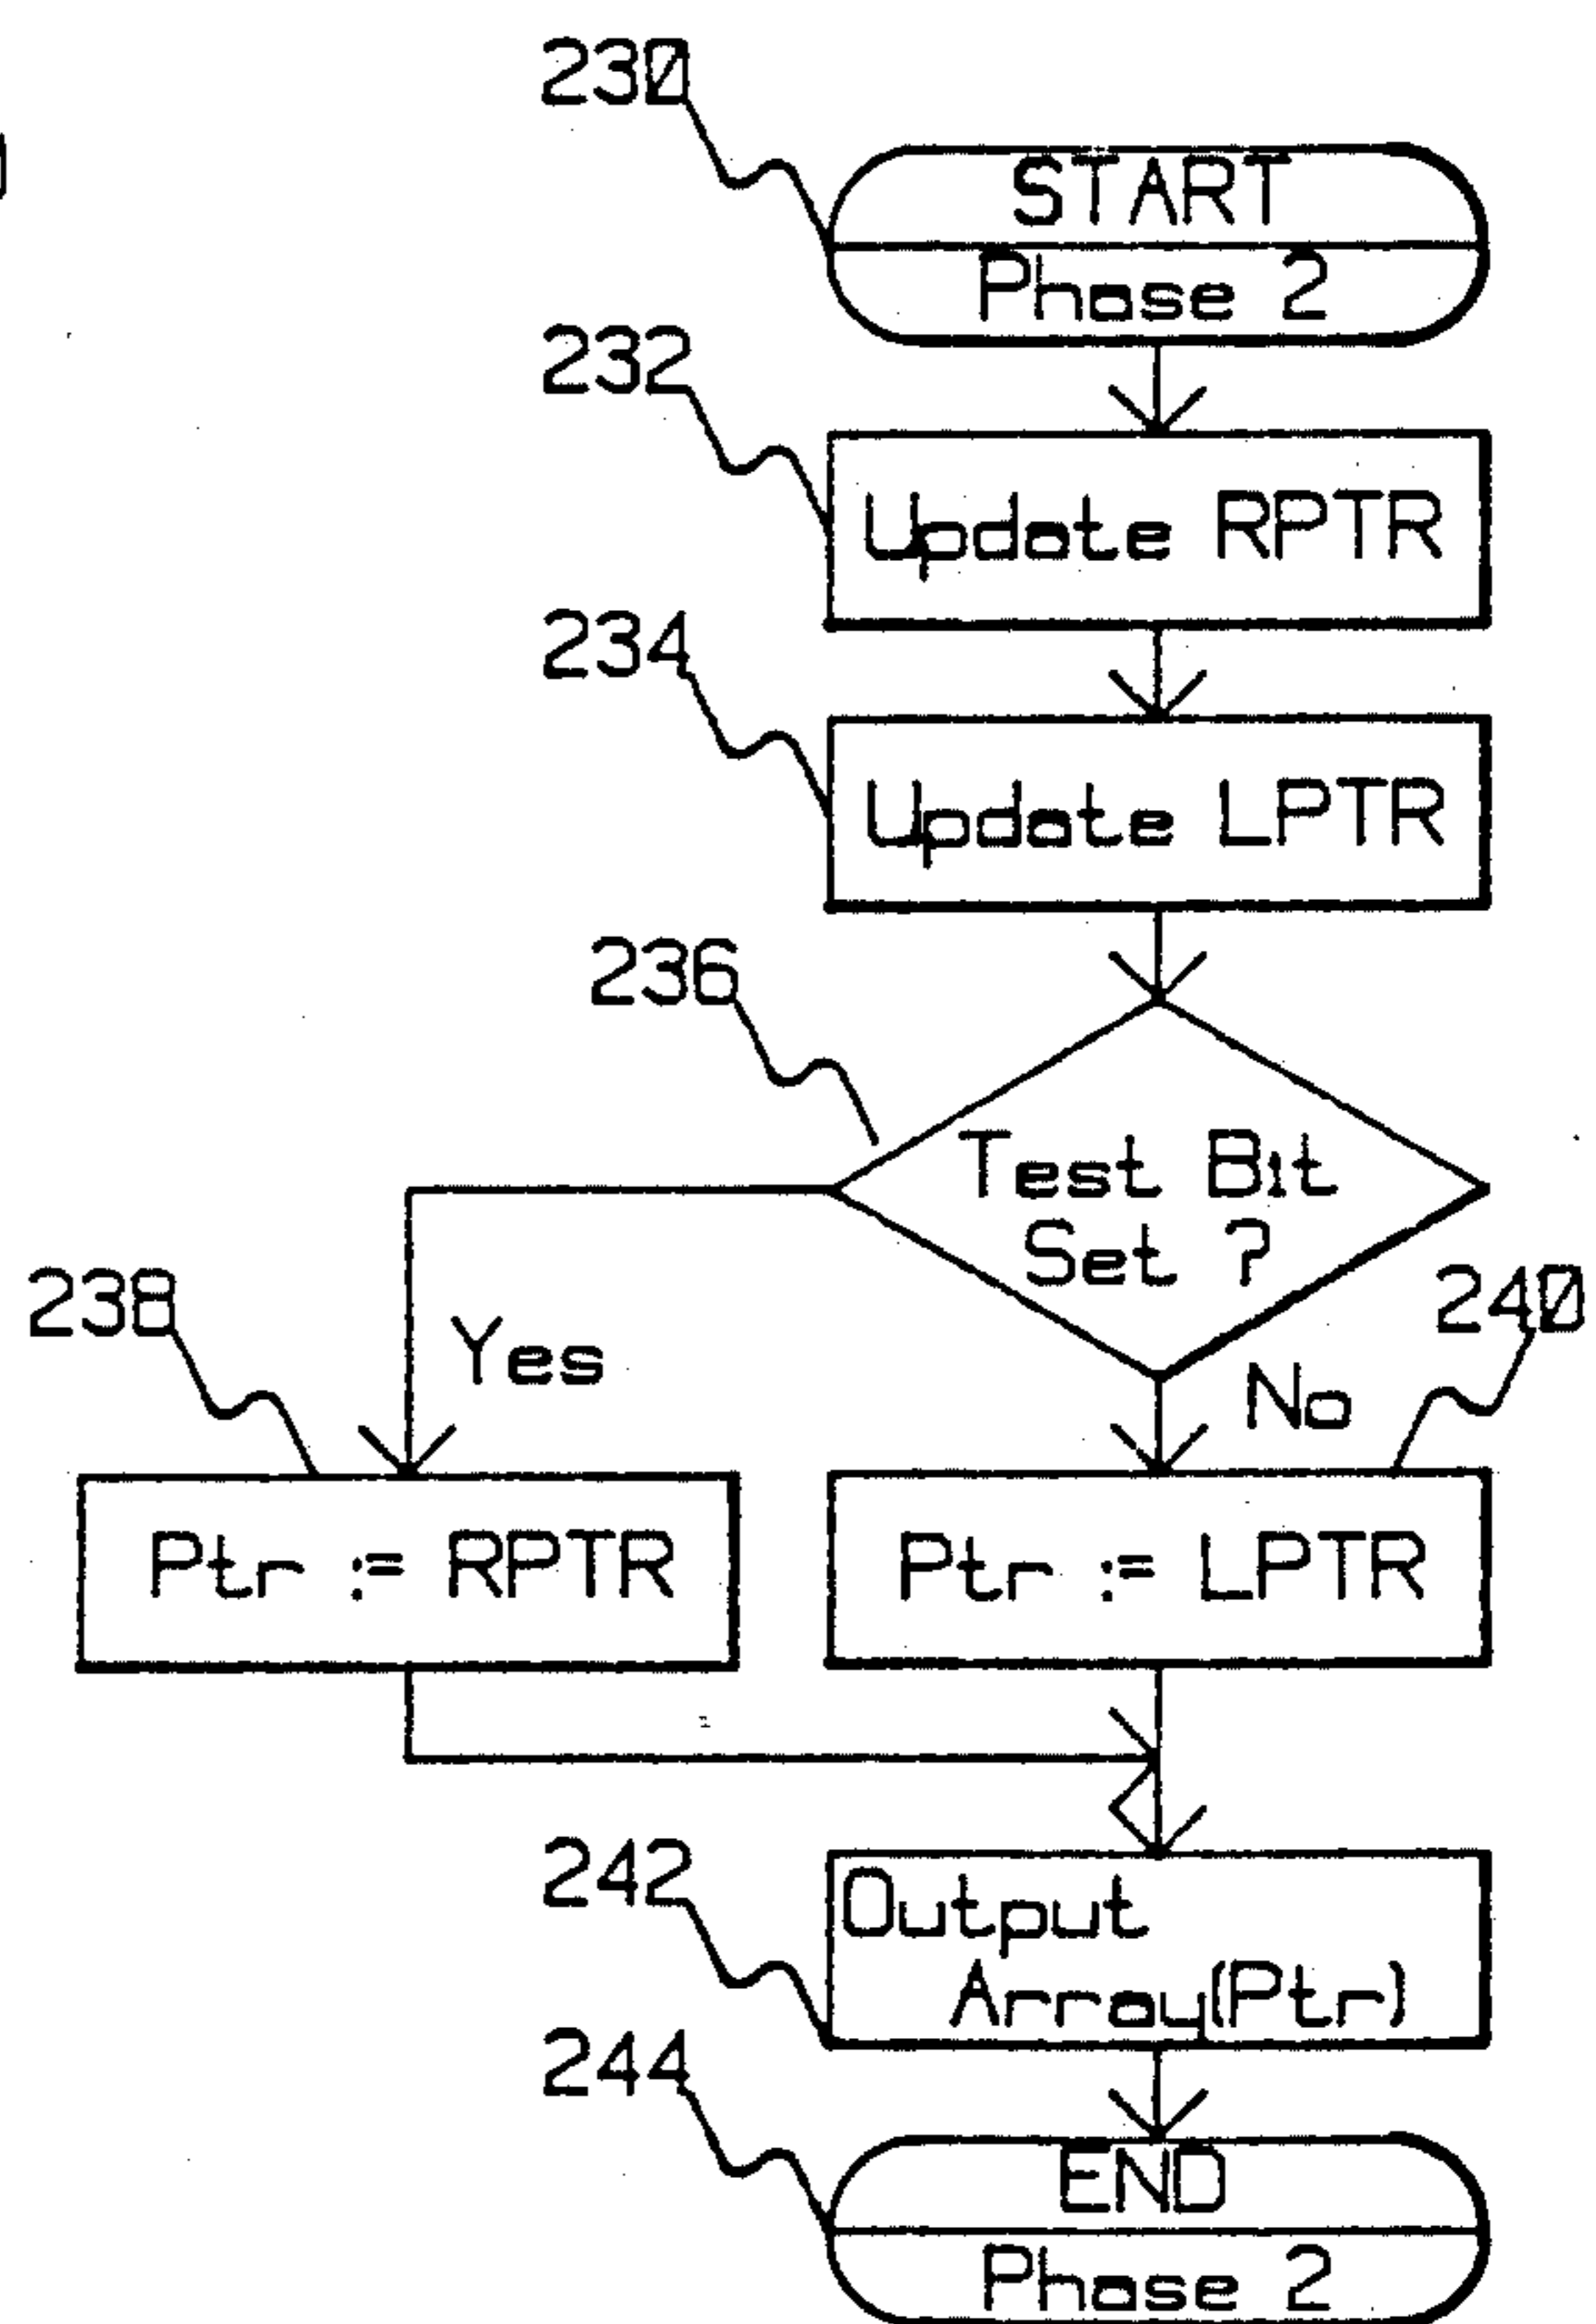 230
START
Phase 2
232
Update RPTR
234
Update LPTR
236
Test Bit
Set ?
238
Yes
240
No
Ptr := RPTR
Ptr := LPTR
242
Output
Array(Ptr)
244
END
Phase 2